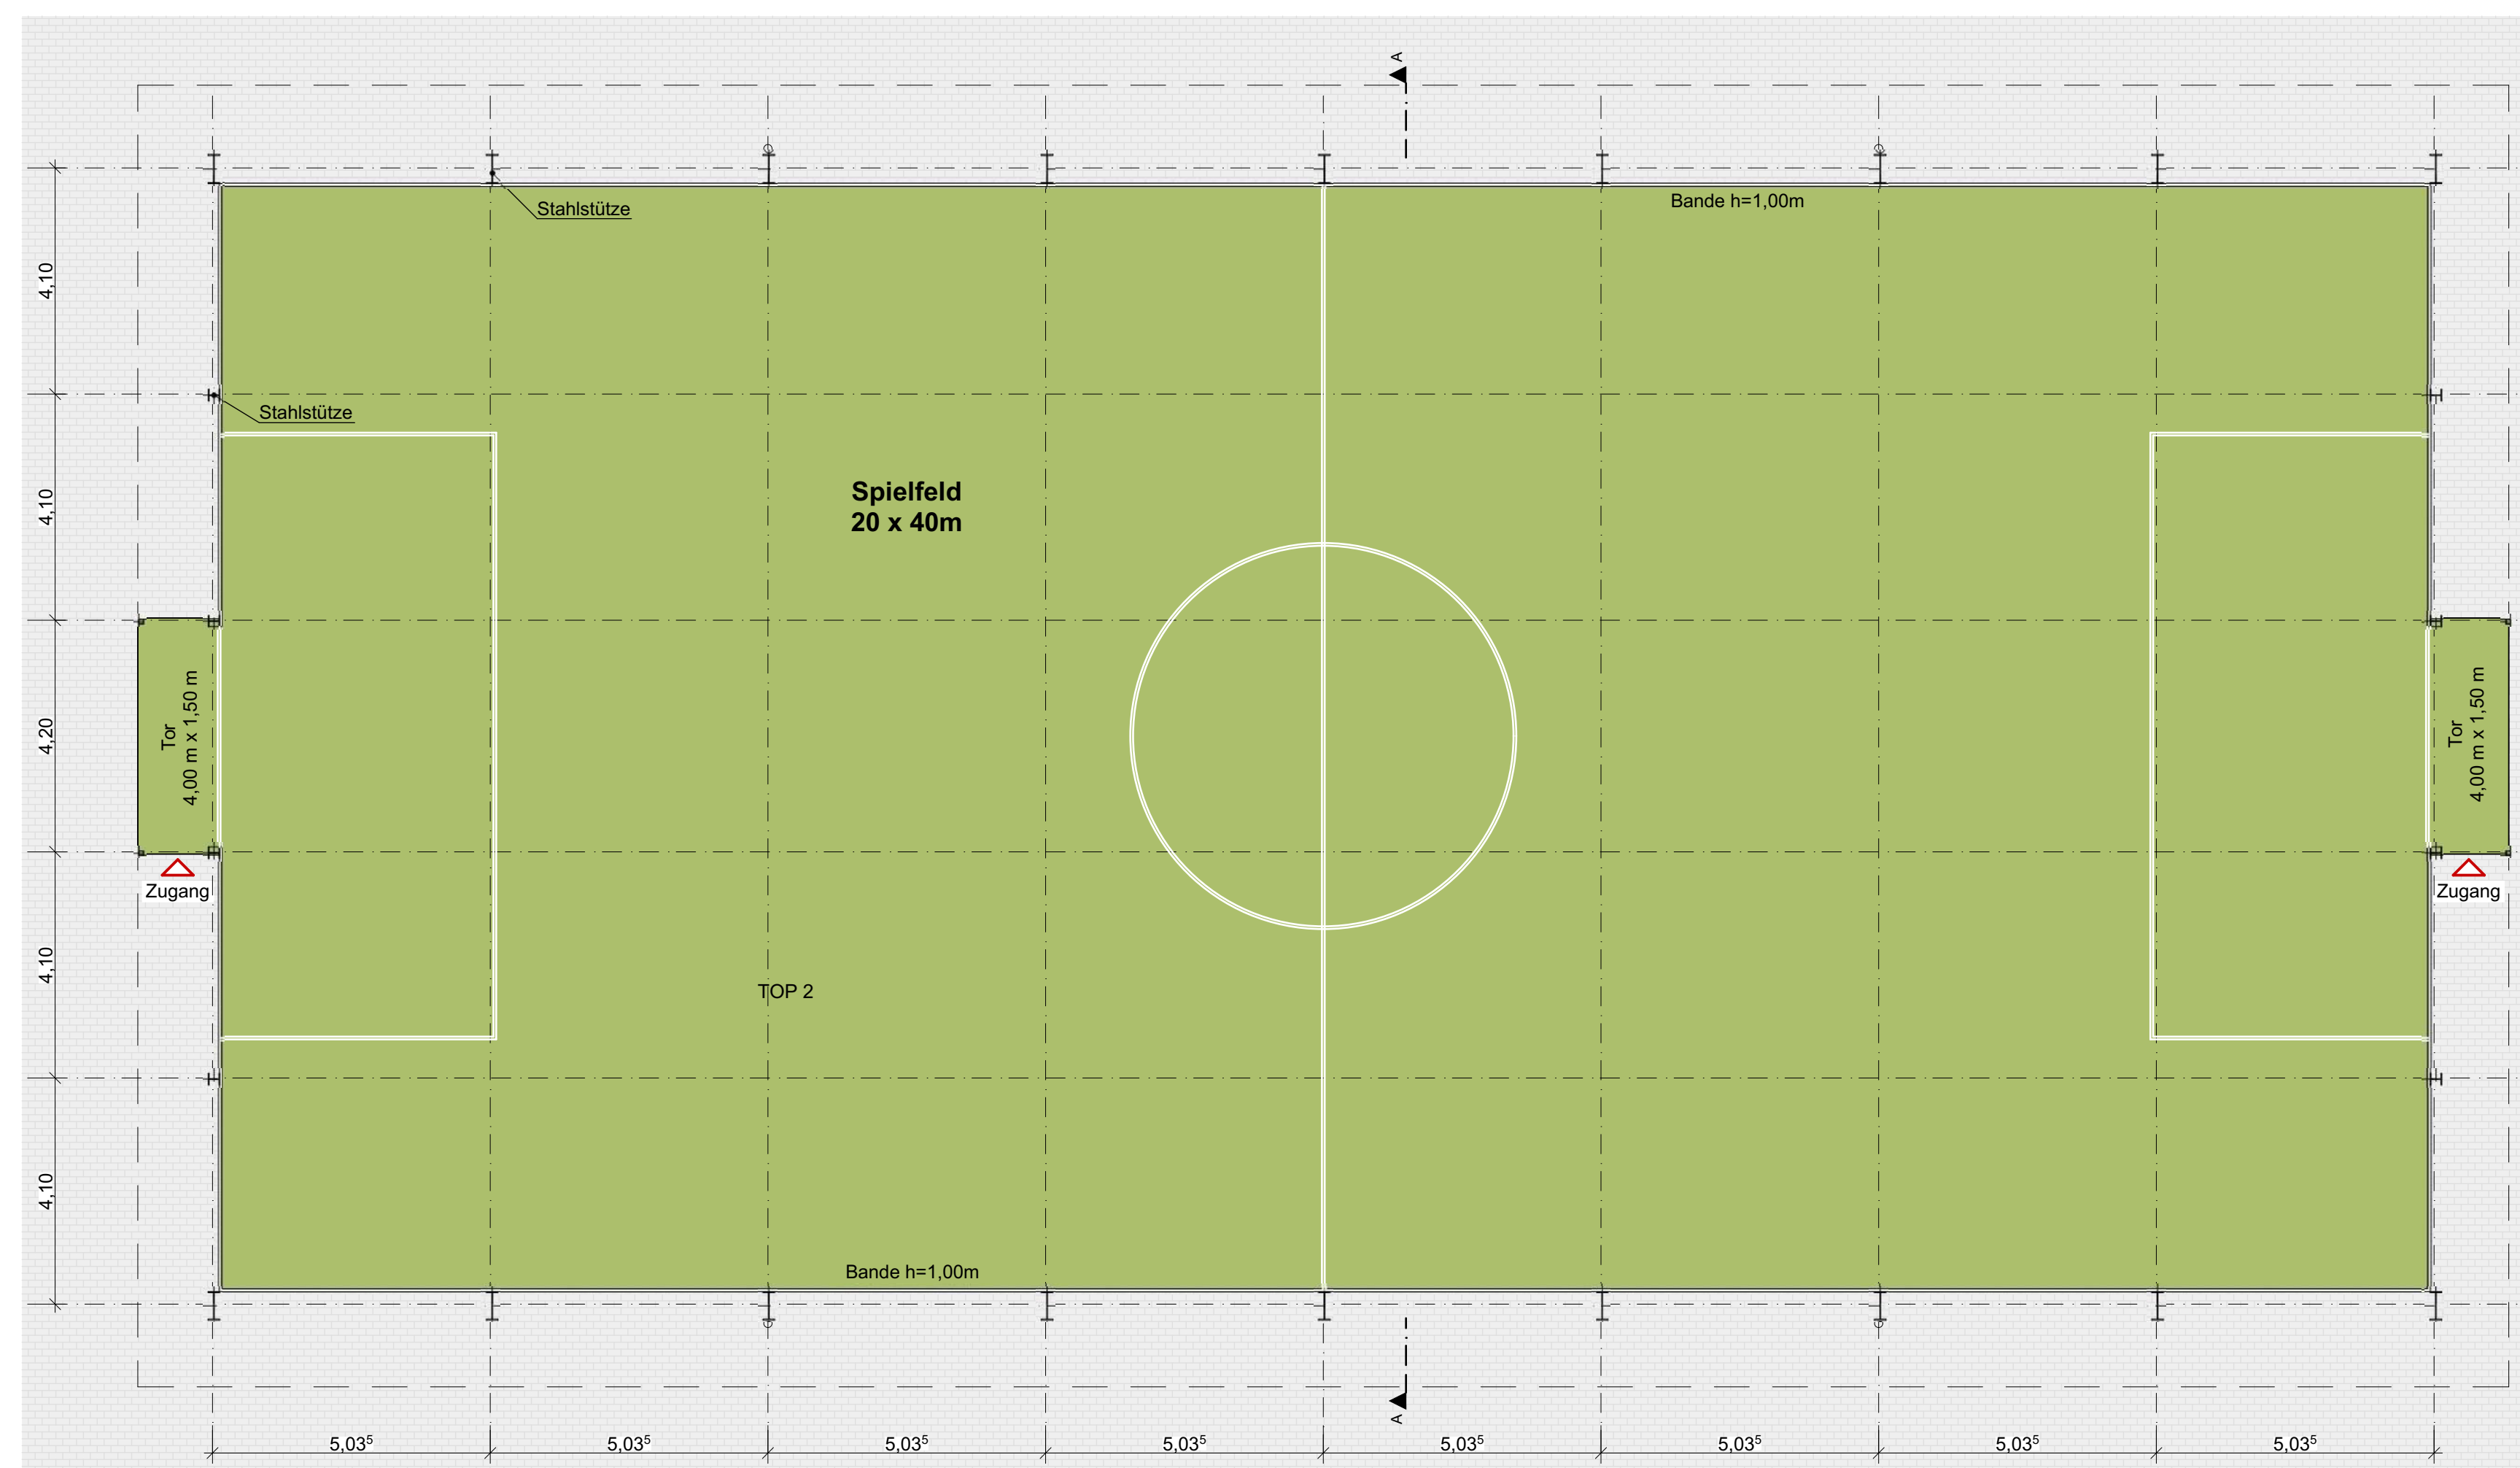 A
Stahlstütze
Bande h=1,00m
4,10
Stahlstütze
4,10
Spielfeld
20 x 40m
4,20
Tor
4,00 m x 1,50 m
Tor
4,00 m x 1,50 m
Zugang
Zugang
4,10
TOP 2
4,10
Bande h=1,00m
A
5,03⁵
5,03⁵
5,03⁵
5,03⁵
5,03⁵
5,03⁵
5,03⁵
5,03⁵